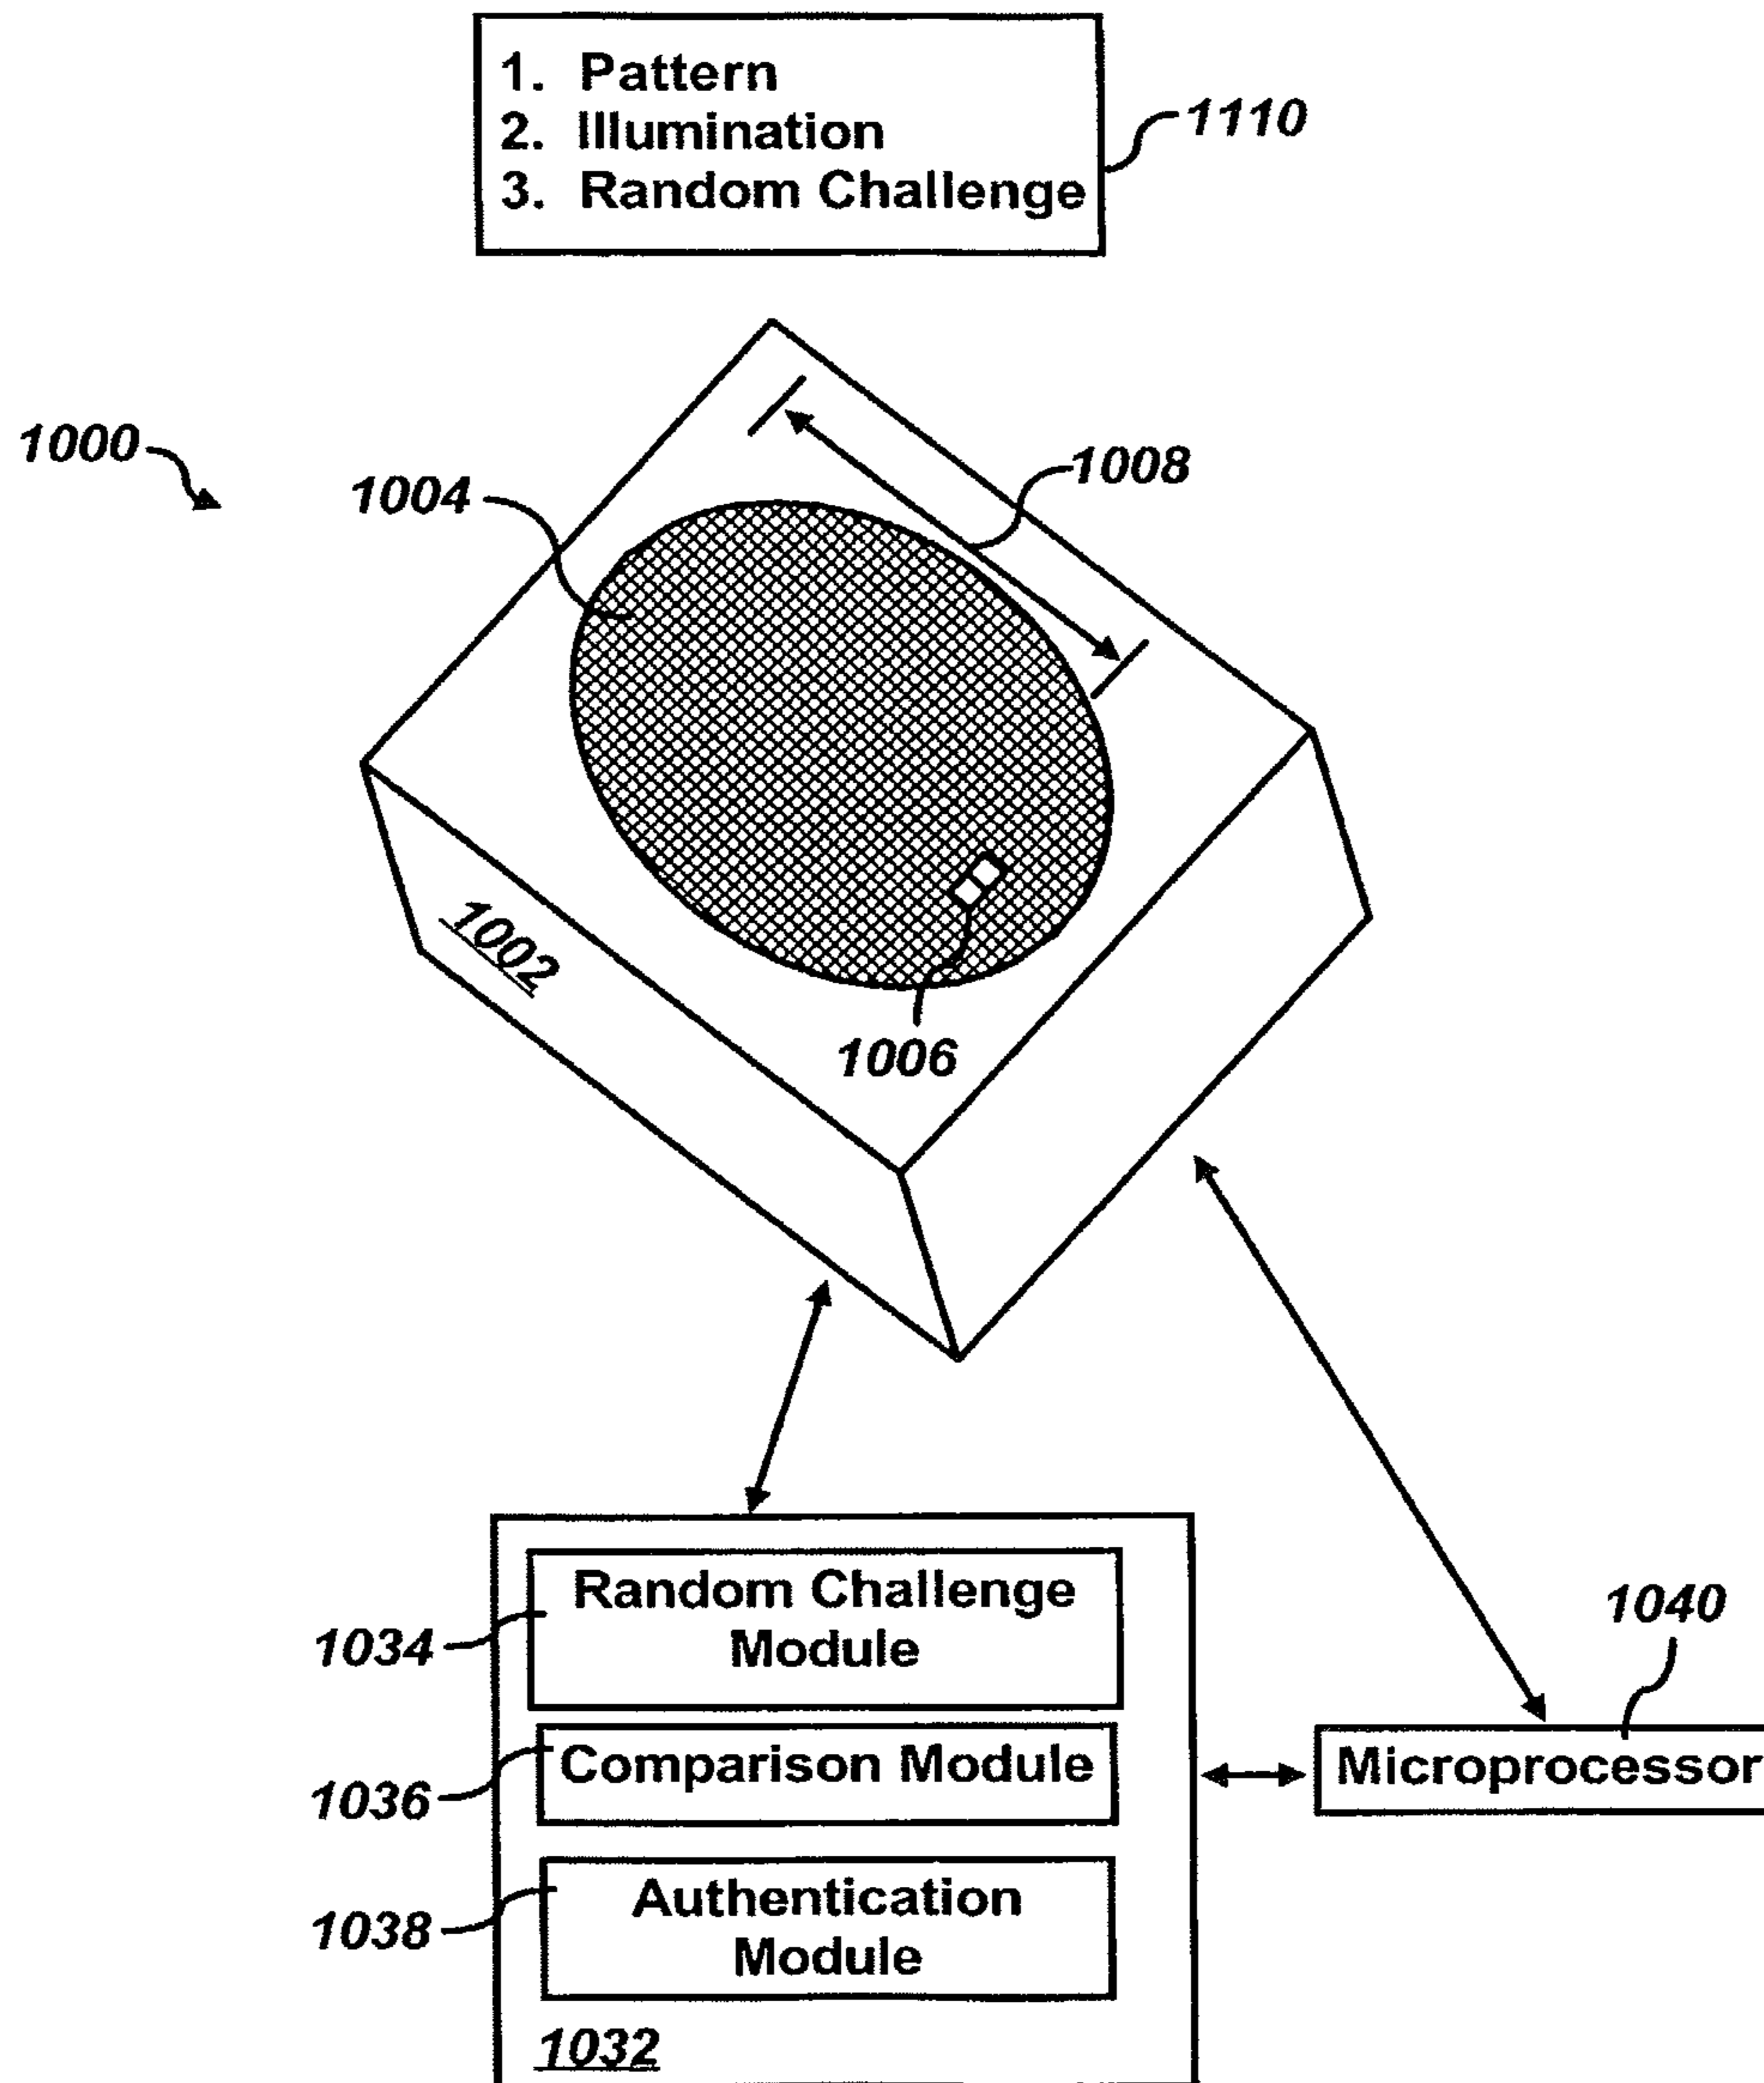 1. Pattern
2. Illumination
3. Random Challenge
1110
1000
1004
1008
1002
1006
Random Challenge
Module
1034
1040
Comparison Module
1036
Microprocessor
Authentication
Module
1038
1032